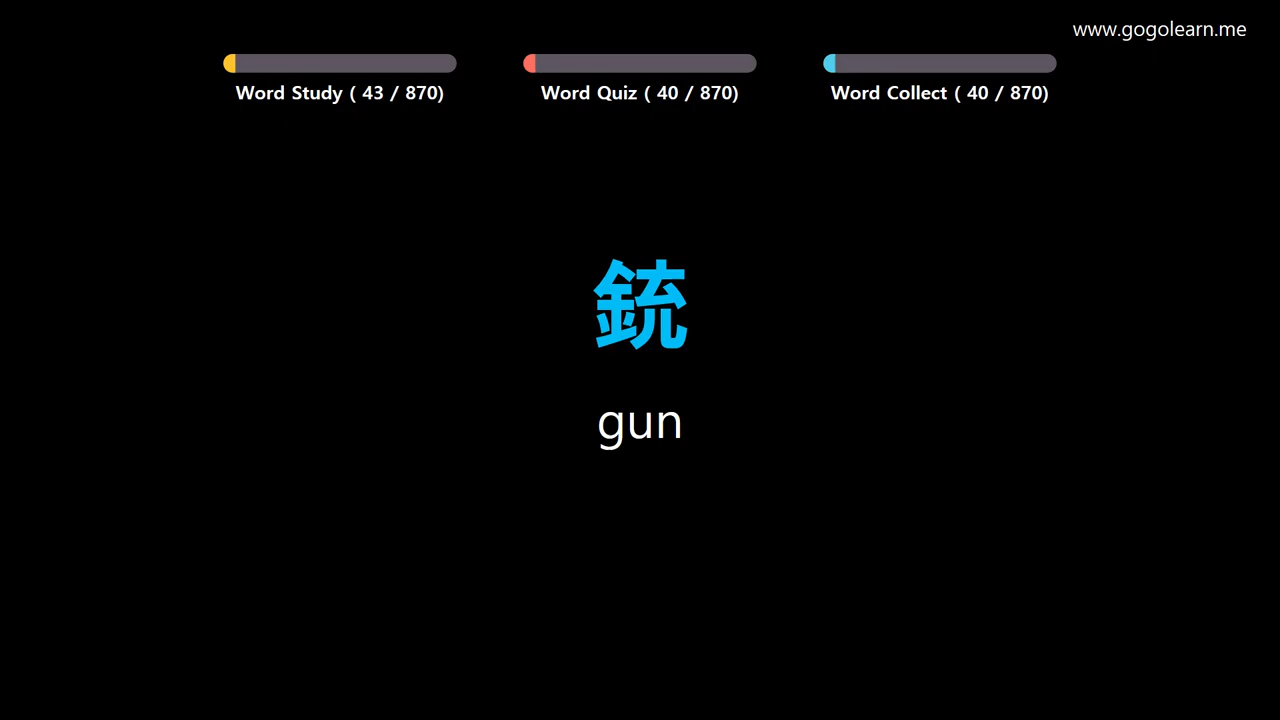 www.gogolearn.me
Word Study ( 43 / 870)
Word Quiz ( 40 / 870)
Word Collect ( 40 / 870)
銃
gun